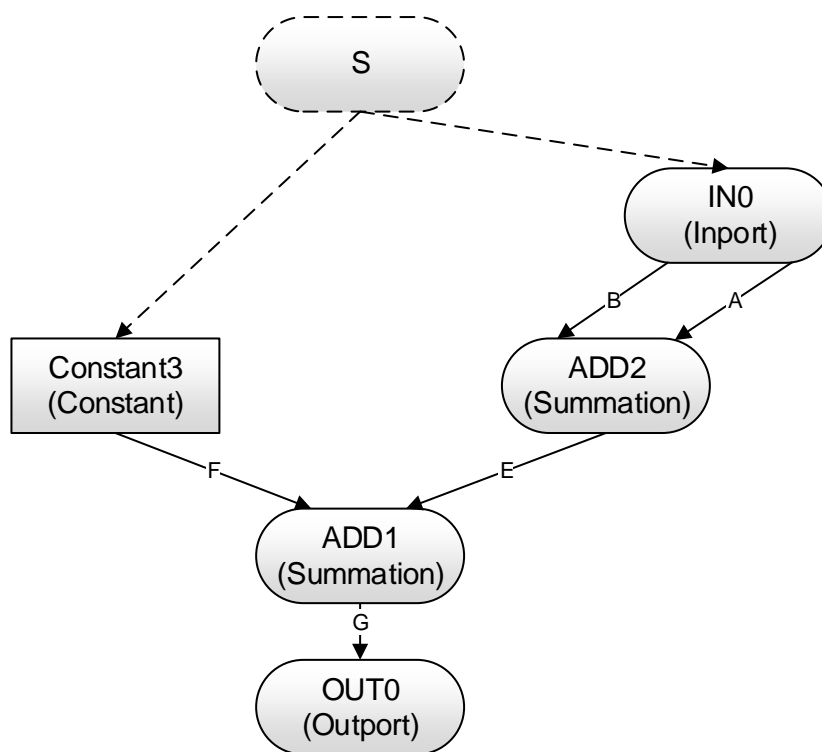 S
IN0
(Inport)
B
A
Constant3
(Constant)
ADD2
(Summation)
F
E
ADD1
(Summation)
G
OUT0
(Outport)